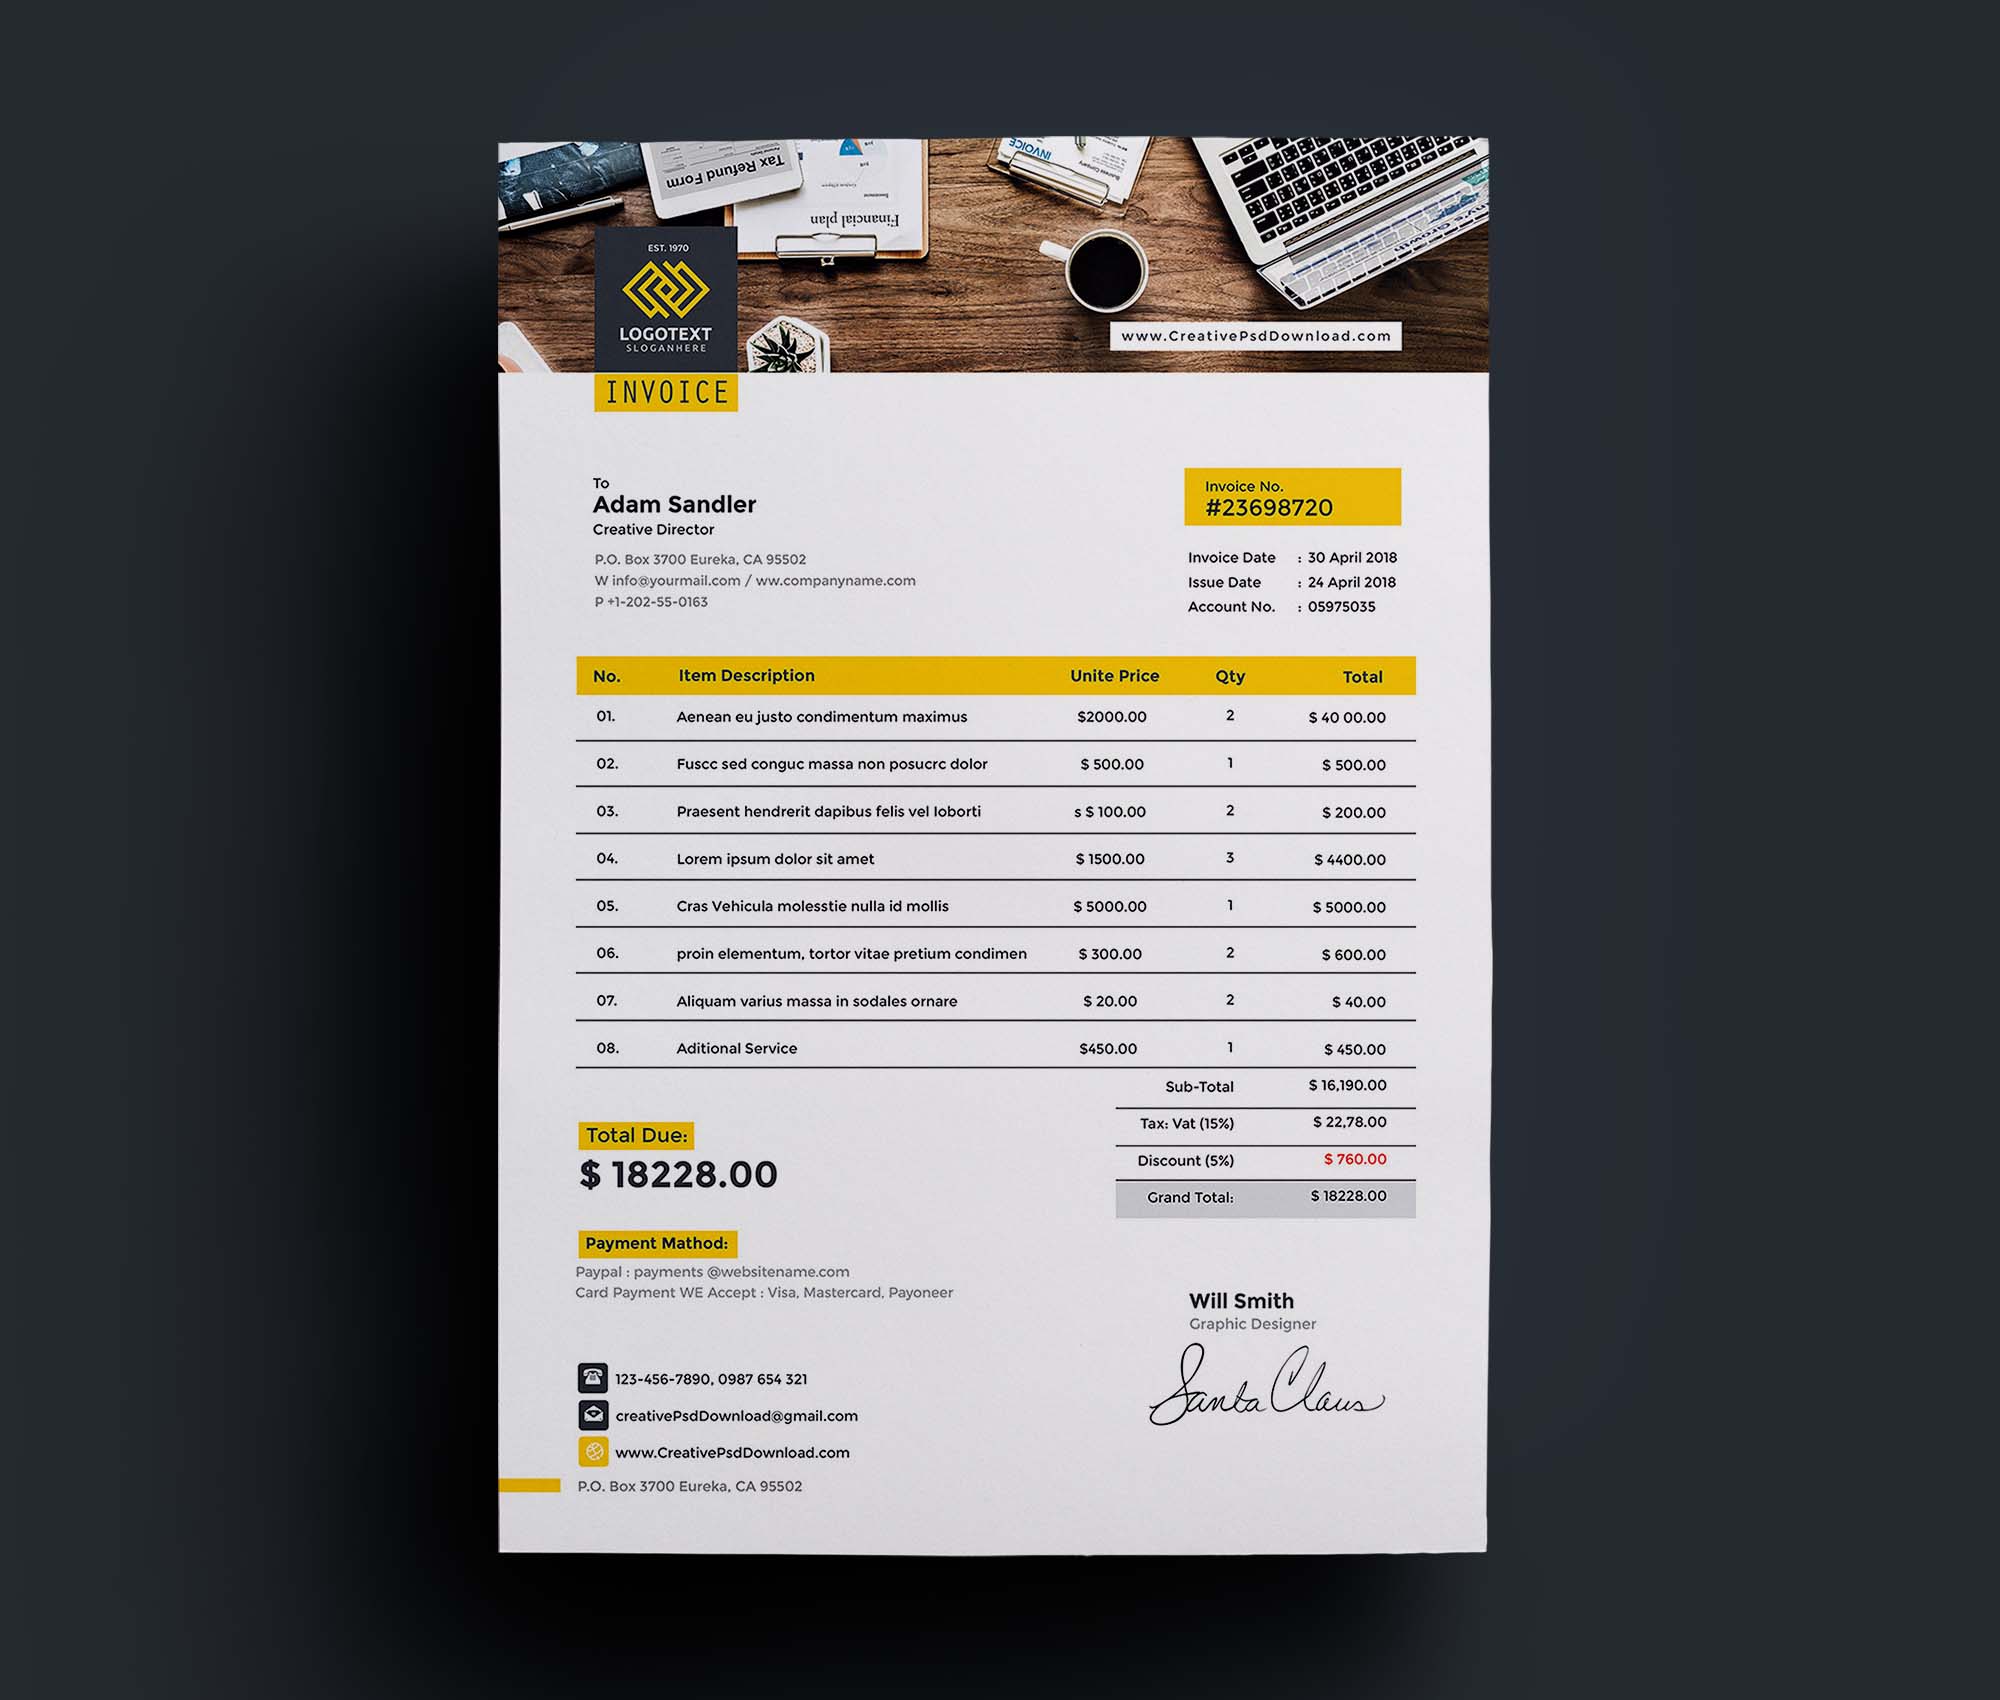 Tax Refund Form
Financial plan
INVOICE
EST. 1970
LOGOTEXT
SLOGANHERE
www.CreativePsdDownload.com
INVOICE
To
Adam Sandler
Creative Director
P.O. Box 3700 Eureka, CA 95502
W info@yourmail.com / ww.companyname.com
P +1-202-55-0163
Invoice No.
#23698720
Invoice Date : 30 April 2018
Issue Date : 24 April 2018
Account No. : 05975035
No. Item Description Unite Price Qty Total
01. Aenean eu justo condimentum maximus $2000.00 2 $ 40 00.00
02. Fuscc sed conguc massa non posucrc dolor $ 500.00 1 $ 500.00
03. Praesent hendrerit dapibus felis vel loborti s $ 100.00 2 $ 200.00
04. Lorem ipsum dolor sit amet $ 1500.00 3 $ 4400.00
05. Cras Vehicula molesstie nulla id mollis $ 5000.00 1 $ 5000.00
06. proin elementum, tortor vitae pretium condimen $ 300.00 2 $ 600.00
07. Aliquam varius massa in sodales ornare $ 20.00 2 $ 40.00
08. Aditional Service $450.00 1 $ 450.00
Sub-Total $ 16,190.00
Tax: Vat (15%) $ 22,78.00
Discount (5%) $ 760.00
Grand Total: $ 18228.00
Total Due:
$ 18228.00
Payment Mathod:
Paypal : payments @websitename.com
Card Payment WE Accept : Visa, Mastercard, Payoneer
Will Smith
Graphic Designer
Santa Claus
123-456-7890, 0987 654 321
creativePsdDownload@gmail.com
www.CreativePsdDownload.com
P.O. Box 3700 Eureka, CA 95502